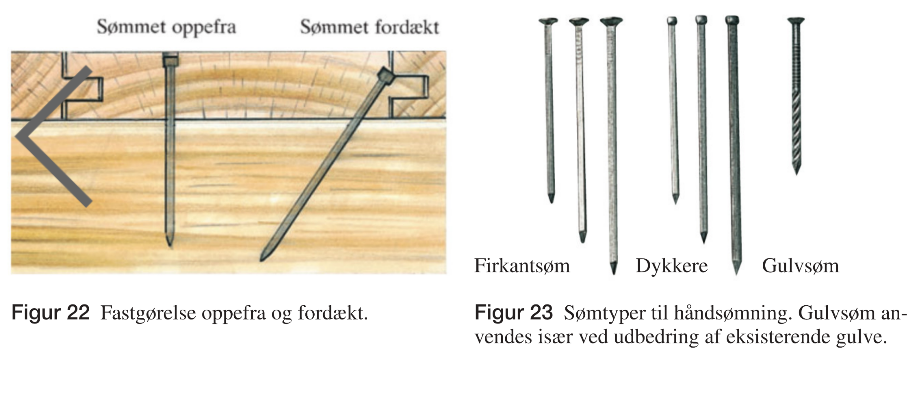 Sømmet oppefra
Sømmet fordækt
Figur 22 Fastgørelse oppefra og fordækt.
Firkantsøm
Dykkere
Gulvsøm
Figur 23 Sømtyper til håndsømning. Gulvsøm an-
vendes især ved udbedring af eksisterende gulve.